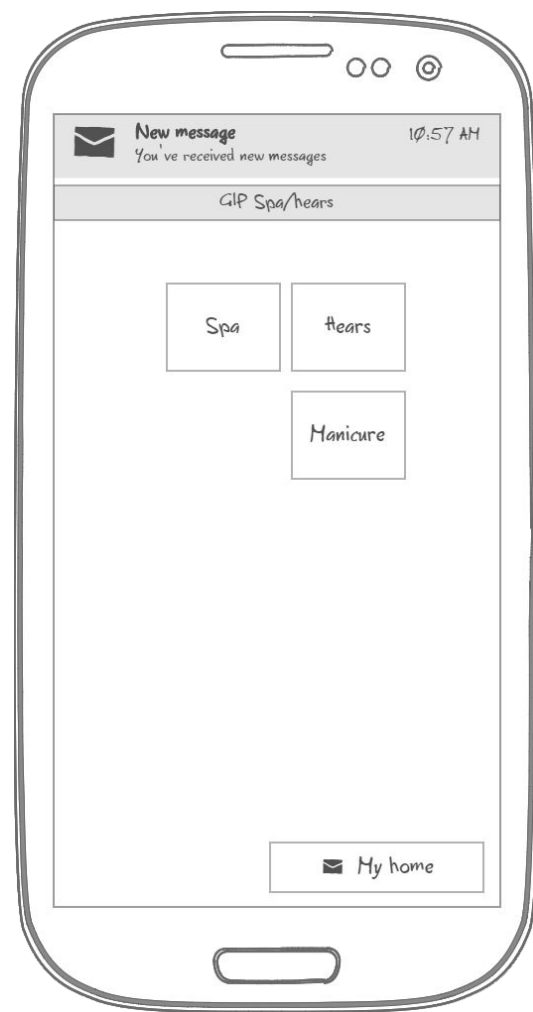 New message
10:57 AM
You've received new messages
GIP Spa/hears
Spa
Hears
Manicure
My home